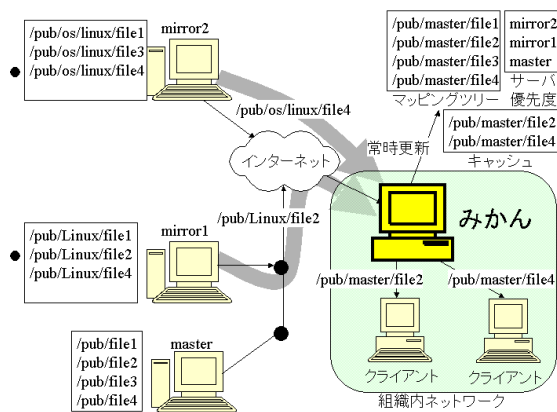 /pub/os/linux/file1
/pub/os/linux/file3
/pub/os/linux/file4
mirror2
/pub/master/file1
/pub/master/file2
/pub/master/file3
/pub/master/file4
マッピングツリー
mirror2
mirror1
master
サーバ
優先度
/pub/master/file2
/pub/master/file4
キャッシュ
/pub/os/linux/file4
インターネット
常時更新
みかん
/pub/Linux/file2
/pub/Linux/file1
/pub/Linux/file2
/pub/Linux/file4
mirror1
/pub/master/file2
/pub/master/file4
/pub/file1
/pub/file2
/pub/file3
/pub/file4
master
クライアント
クライアント
組織内ネットワーク